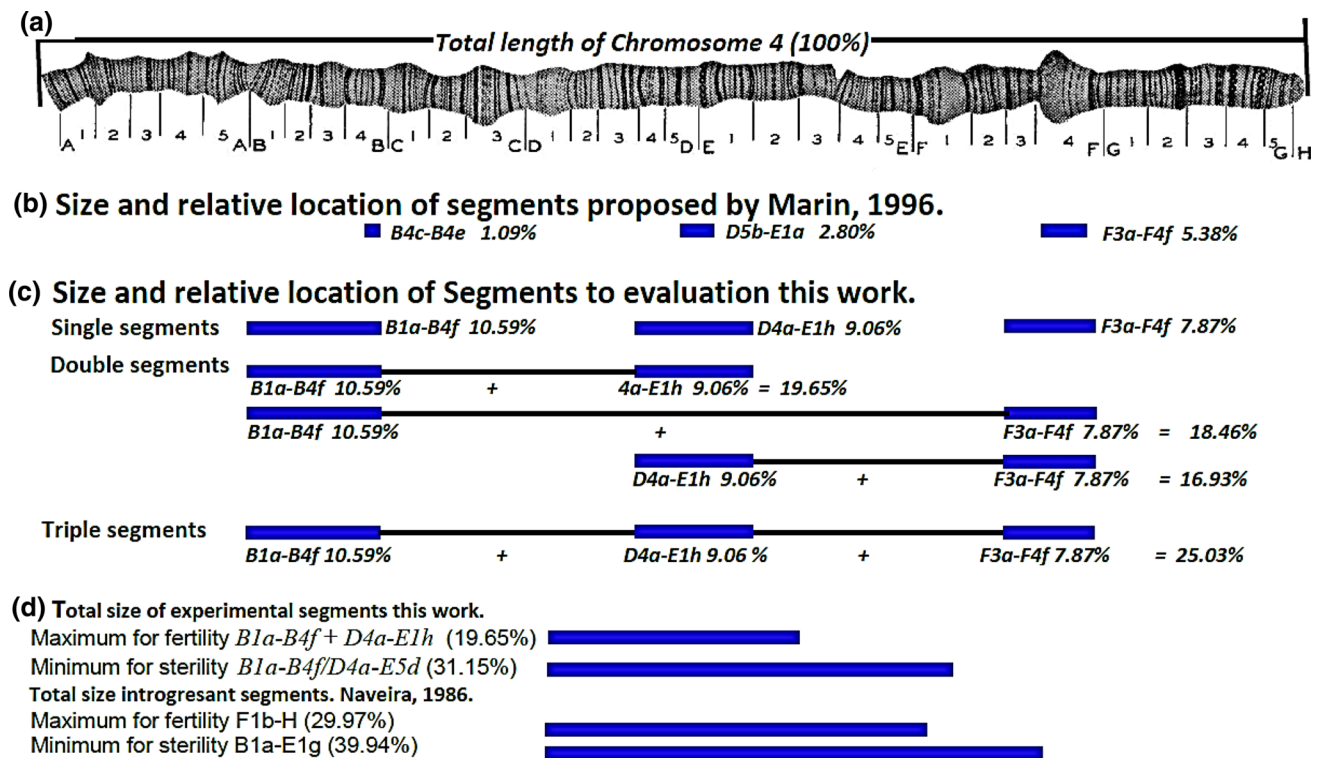 (a)
Total length of Chromosome 4 (100%)
A 1 2 3 4 5 A B 1 2 3 4 B C 1 2 3 C D 1 2 3 4 5 D E 1 2 3 4 5 E F 1 2 3 4 F G 1 2 3 4 5 G H
(b) Size and relative location of segments proposed by Marin, 1996.
B4c-B4e 1.09% D5b-E1a 2.80% F3a-F4f 5.38%
(c) Size and relative location of Segments to evaluation this work.
Single segments B1a-B4f 10.59% D4a-E1h 9.06% F3a-F4f 7.87%
Double segments
B1a-B4f 10.59% + 4a-E1h 9.06% = 19.65%
B1a-B4f 10.59% + F3a-F4f 7.87% = 18.46%
D4a-E1h 9.06% + F3a-F4f 7.87% = 16.93%
Triple segments
B1a-B4f 10.59% + D4a-E1h 9.06 % + F3a-F4f 7.87% = 25.03%
(d) Total size of experimental segments this work.
Maximum for fertility B1a-B4f + D4a-E1h (19.65%)
Minimum for sterility B1a-B4f/D4a-E5d (31.15%)
Total size introgresant segments. Naveira, 1986.
Maximum for fertility F1b-H (29.97%)
Minimum for sterility B1a-E1g (39.94%)